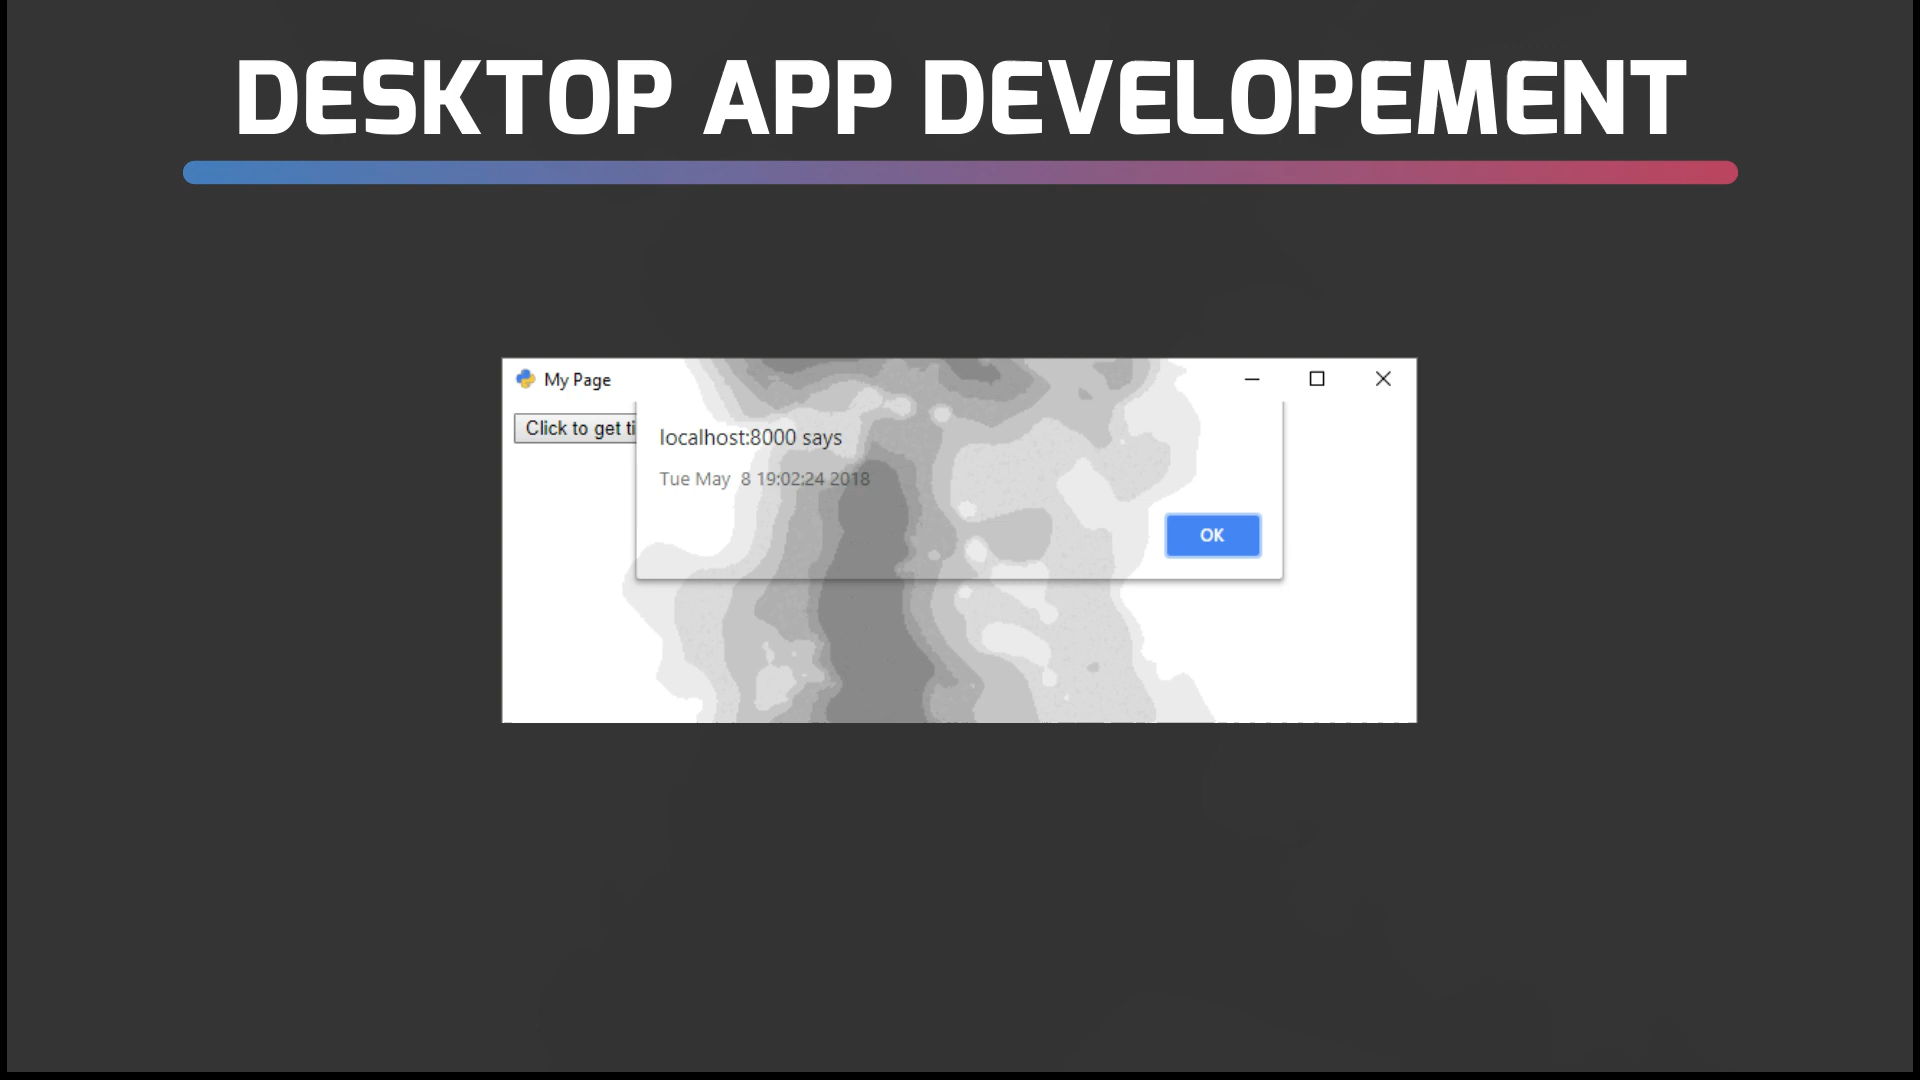 DESKTOP APP DEVELOPEMENT
My Page
Click to get ti
localhost:8000 says
Tue May  8 19:02:24 2018
OK